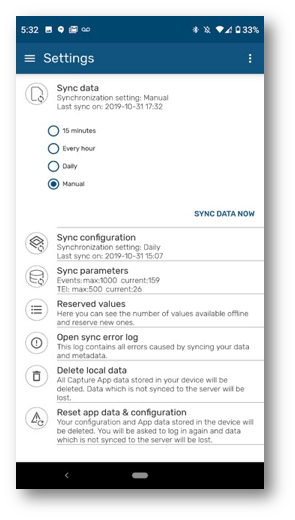 5:32
33%
Settings
Sync data
Synchronization setting: Manual
Last sync on: 2019-10-31 17:32
15 minutes
Every hour
Daily
Manual
SYNC DATA NOW
Sync configuration
Synchronization setting: Daily
Last sync on: 2019-10-31 15:07
Sync parameters
Events: max:1000 current:159
TEI: max:500 current:26
Reserved values
Here you can see the number of values available offline
and reserve new ones.
Open sync error log
This log contains all errors caused by syncing your data
and metadata.
Delete local data
All Capture App data stored in your device will be
deleted. Data which is not synced to the server will be
lost.
Reset app data & configuration
Your configuration and App data stored in the device will
be deleted. You will be asked to log in again and data
which is not synced to the server will be lost.